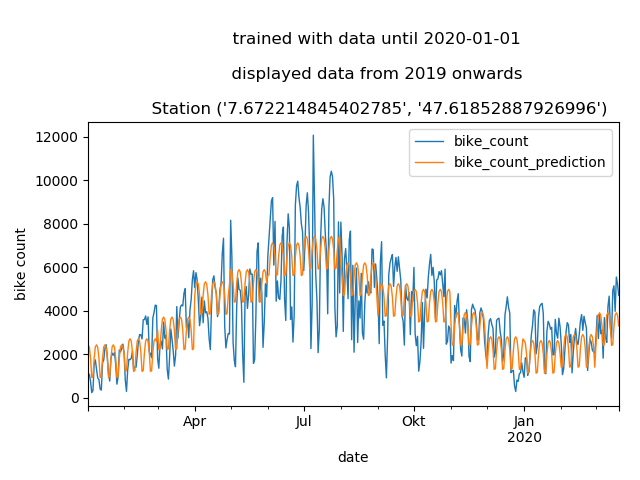 trained with data until 2020-01-01
displayed data from 2019 onwards
Station ('7.672214845402785', '47.61852887926996')
bike_count
bike_count_prediction
12000
10000
8000
6000
4000
2000
0
bike count
Apr
Jul
Okt
Jan
2020
date